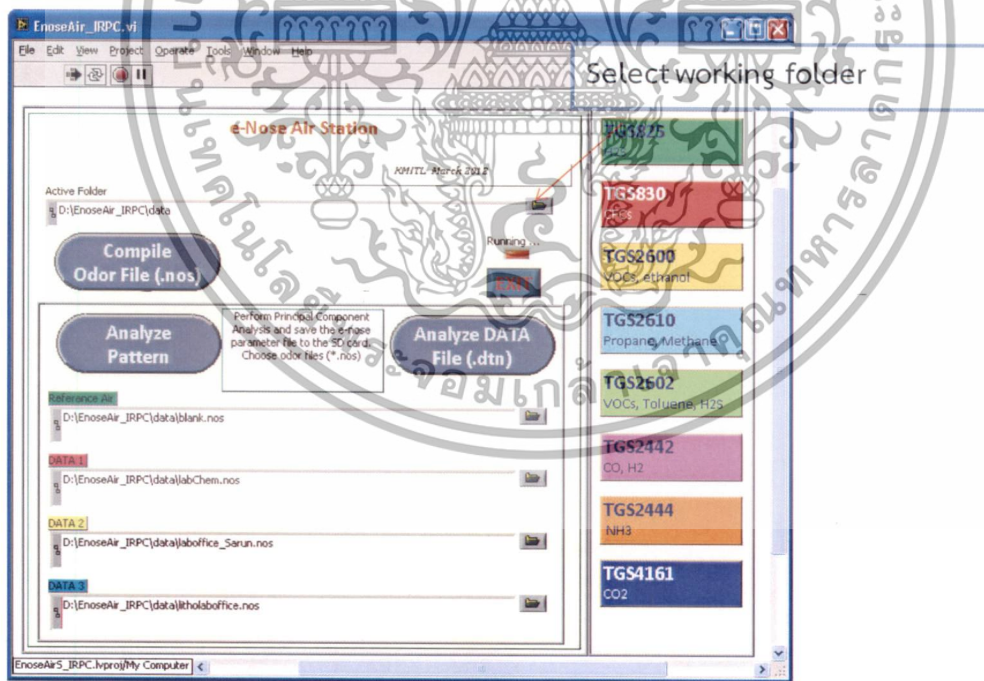 EnoseAir_IRPC.vi
File Edit View Project Operate Tools Window Help
Select working folder
e-Nose Air Station
KMITL March 2012
Active Folder
D:\EnoseAir_IRPC\data
Compile
Odor File (.nos)
Running ...
EXIT
Analyze
Pattern
Perform Principal Component
Analysis and save the e-nose
parameter file to the SD card.
Choose odor files (*.nos)
Analyze DATA
File (.dtn)
Reference Air
D:\EnoseAir_IRPC\data\blank.nos
DATA 1
D:\EnoseAir_IRPC\data\labChem.nos
DATA 2
D:\EnoseAir_IRPC\data\laboffice_Sarun.nos
DATA 3
D:\EnoseAir_IRPC\data\litholaboffice.nos
TGS825
TGS830
CFCs
TGS2600
VOCs, ethanol
TGS2610
Propane, Methane
TGS2602
VOCs, Toluene, H2S
TGS2442
CO, H2
TGS2444
NH3
TGS4161
CO2
EnoseAir5_IRPC.lvproj/My Computer